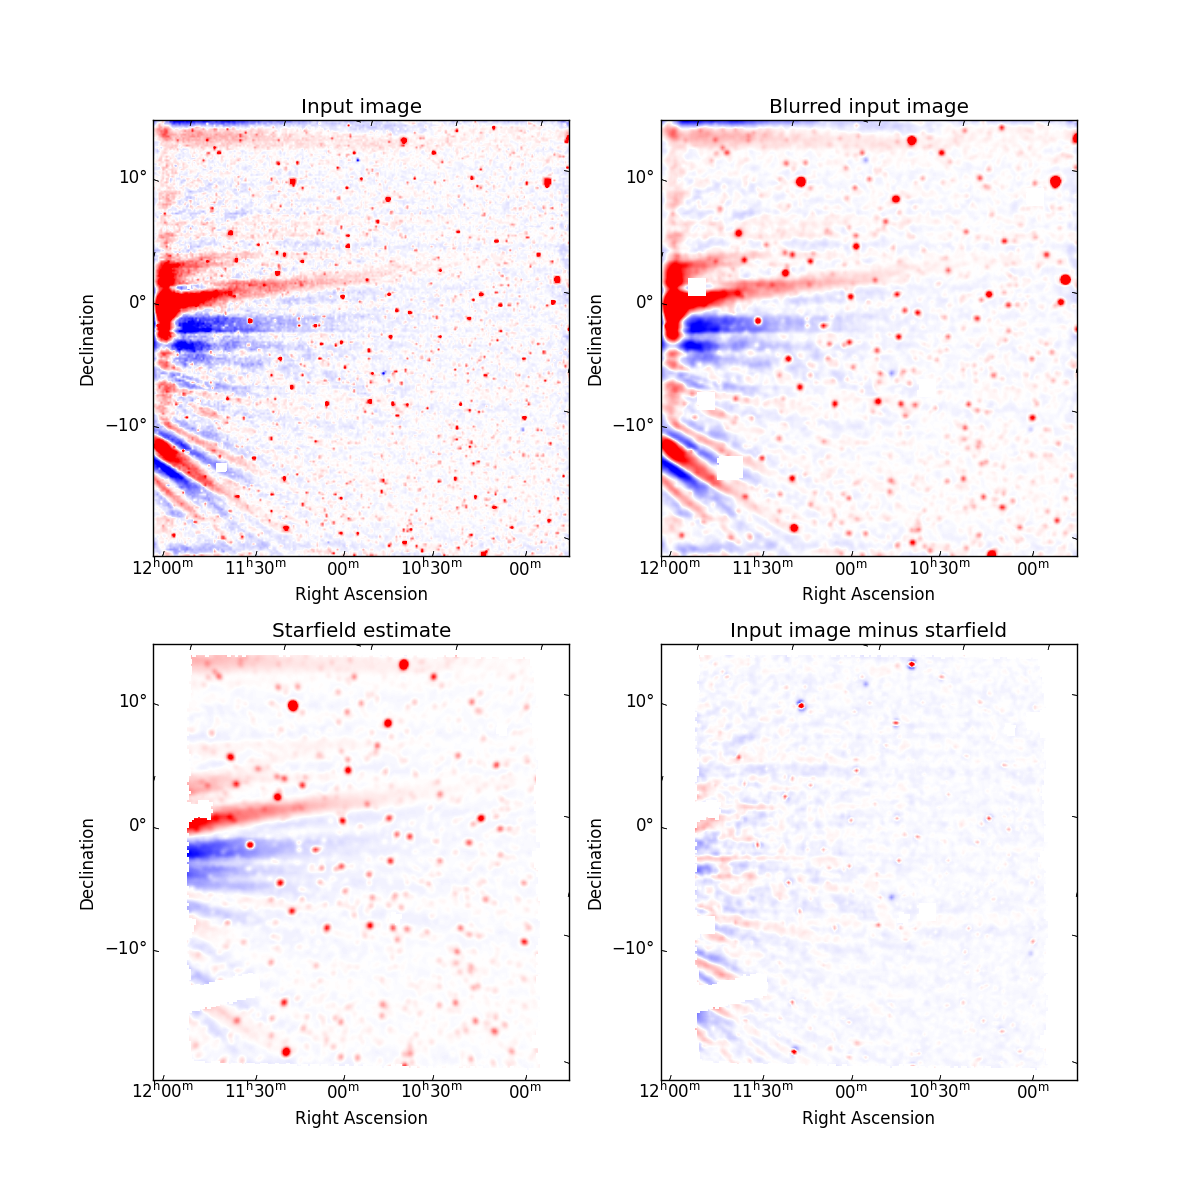 Input image
Blurred input image
10°
0°
−10°
Declination
12ʰ00ᵐ 11ʰ30ᵐ 00ᵐ 10ʰ30ᵐ 00ᵐ
Right Ascension
10°
0°
−10°
Declination
12ʰ00ᵐ 11ʰ30ᵐ 00ᵐ 10ʰ30ᵐ 00ᵐ
Right Ascension
Starfield estimate
Input image minus starfield
10°
0°
−10°
Declination
12ʰ00ᵐ 11ʰ30ᵐ 00ᵐ 10ʰ30ᵐ 00ᵐ
Right Ascension
10°
0°
−10°
Declination
12ʰ00ᵐ 11ʰ30ᵐ 00ᵐ 10ʰ30ᵐ 00ᵐ
Right Ascension